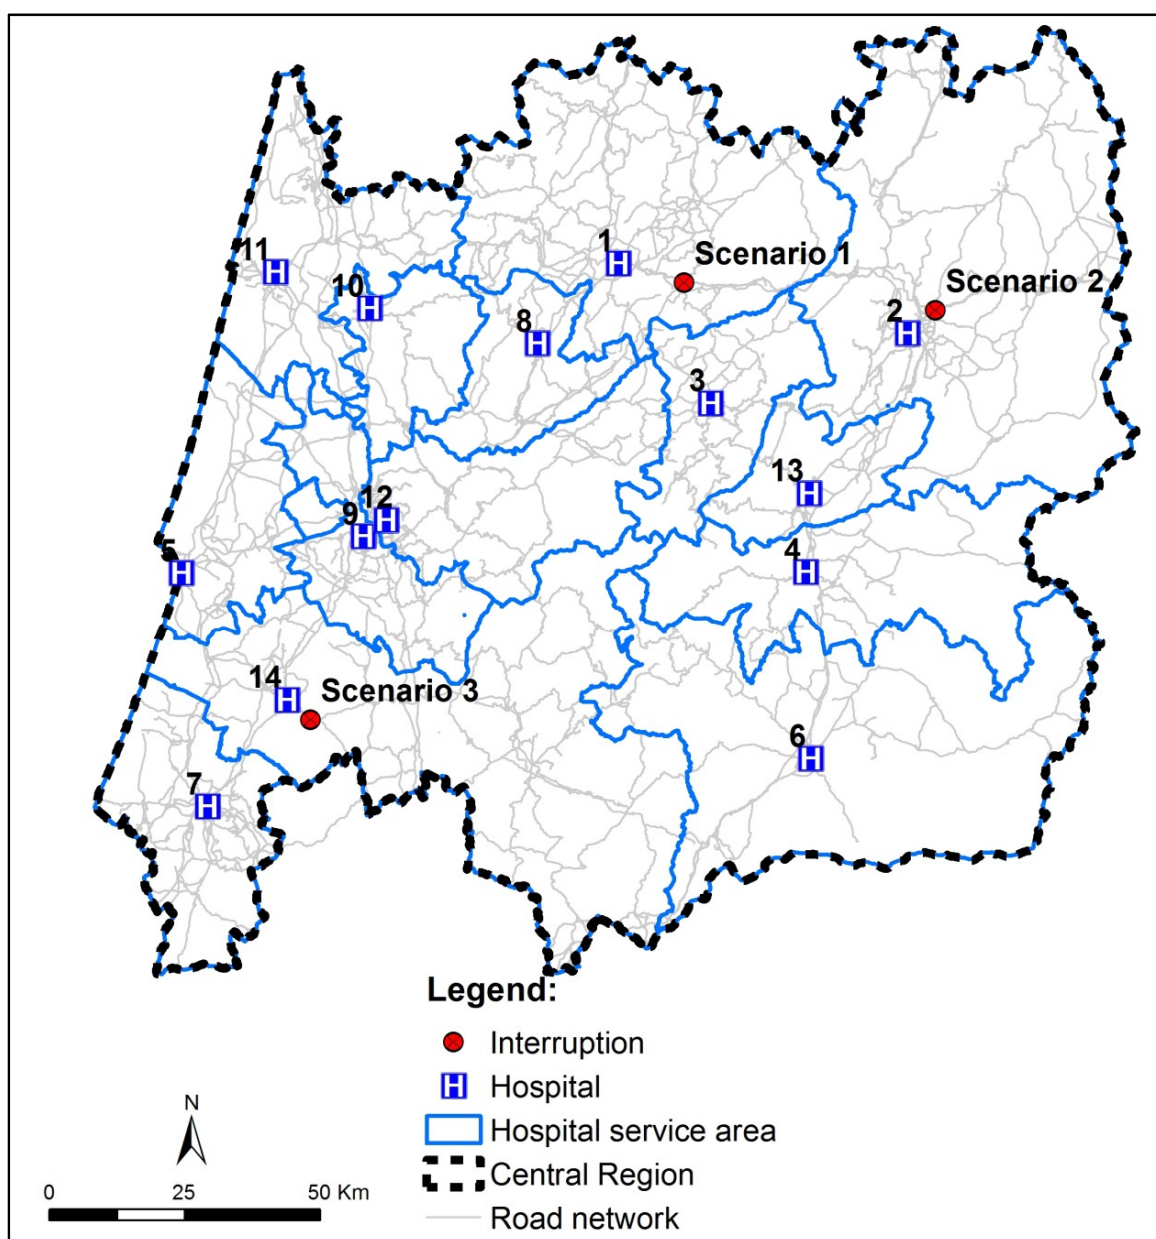 1
Scenario 1
11
10
Scenario 2
2
8
3
13
12
9
5
4
14
Scenario 3
6
7
H
H
H
H
H
H
H
H
H
H
H
H
H
H
Legend:
Interruption
H Hospital
Hospital service area
Central Region
Road network
N
0 25 50 Km